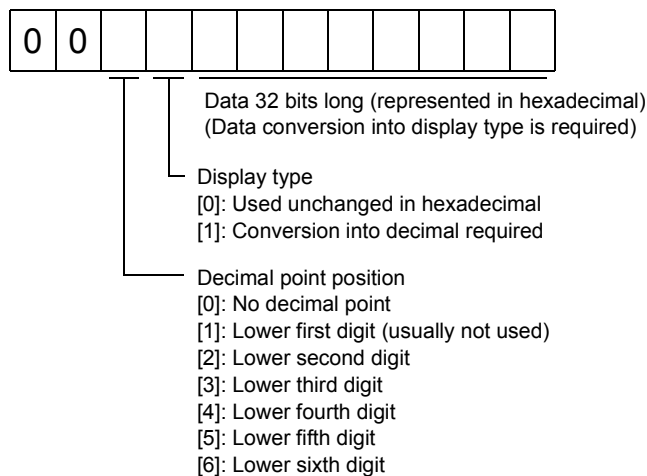 0 0
Data 32 bits long (represented in hexadecimal)
(Data conversion into display type is required)
Display type
[0]: Used unchanged in hexadecimal
[1]: Conversion into decimal required
Decimal point position
[0]: No decimal point
[1]: Lower first digit (usually not used)
[2]: Lower second digit
[3]: Lower third digit
[4]: Lower fourth digit
[5]: Lower fifth digit
[6]: Lower sixth digit